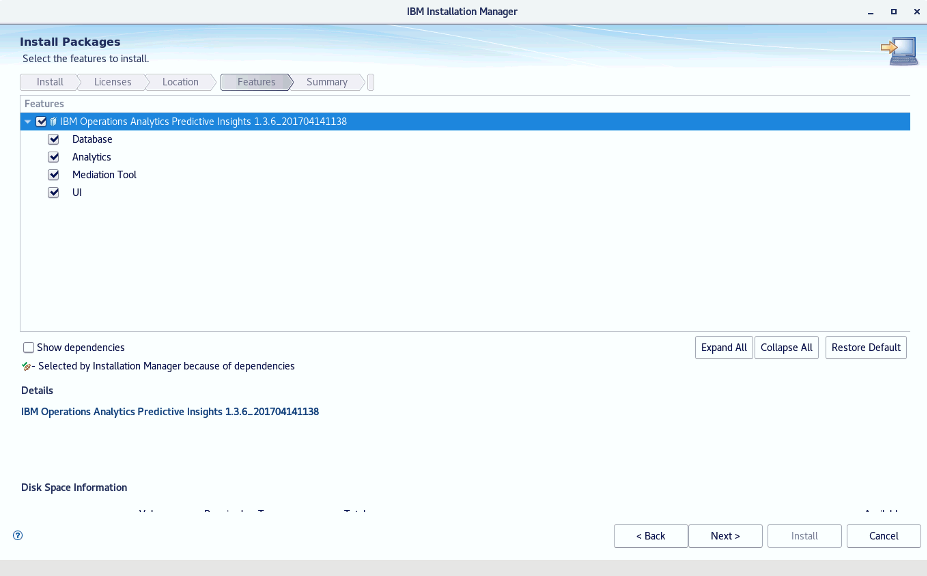 IBM Installation Manager
Install Packages
Select the features to install.
Install Licenses Location Features Summary
Features
IBM Operations Analytics Predictive Insights 1.3.6_201704141138
Database
Analytics
Mediation Tool
UI
Show dependencies
Expand All Collapse All Restore Default
- Selected by Installation Manager because of dependencies
Details
IBM Operations Analytics Predictive Insights 1.3.6_201704141138
Disk Space Information
? < Back Next > Install Cancel